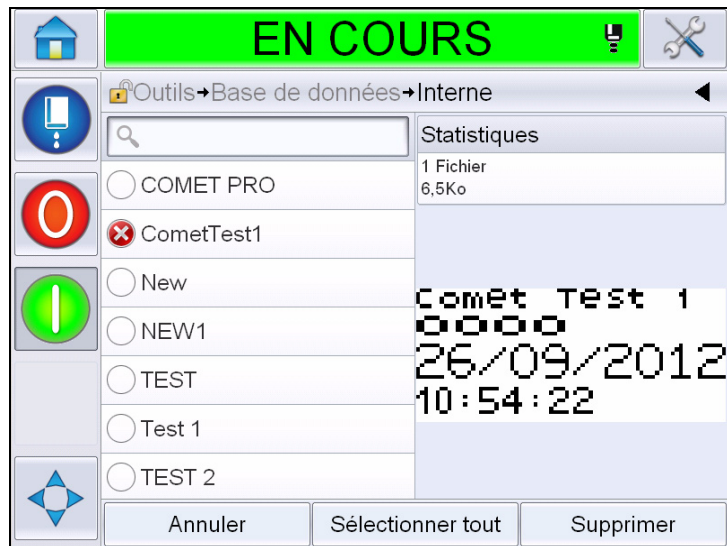 EN COURS
Outils→Base de données→Interne
Statistiques
1 Fichier
6,5Ko
COMET PRO
CometTest1
New
NEW1
TEST
Test 1
TEST 2
Comet Test 1
0000
26/09/2012
10:54:22
Annuler
Sélectionner tout
Supprimer